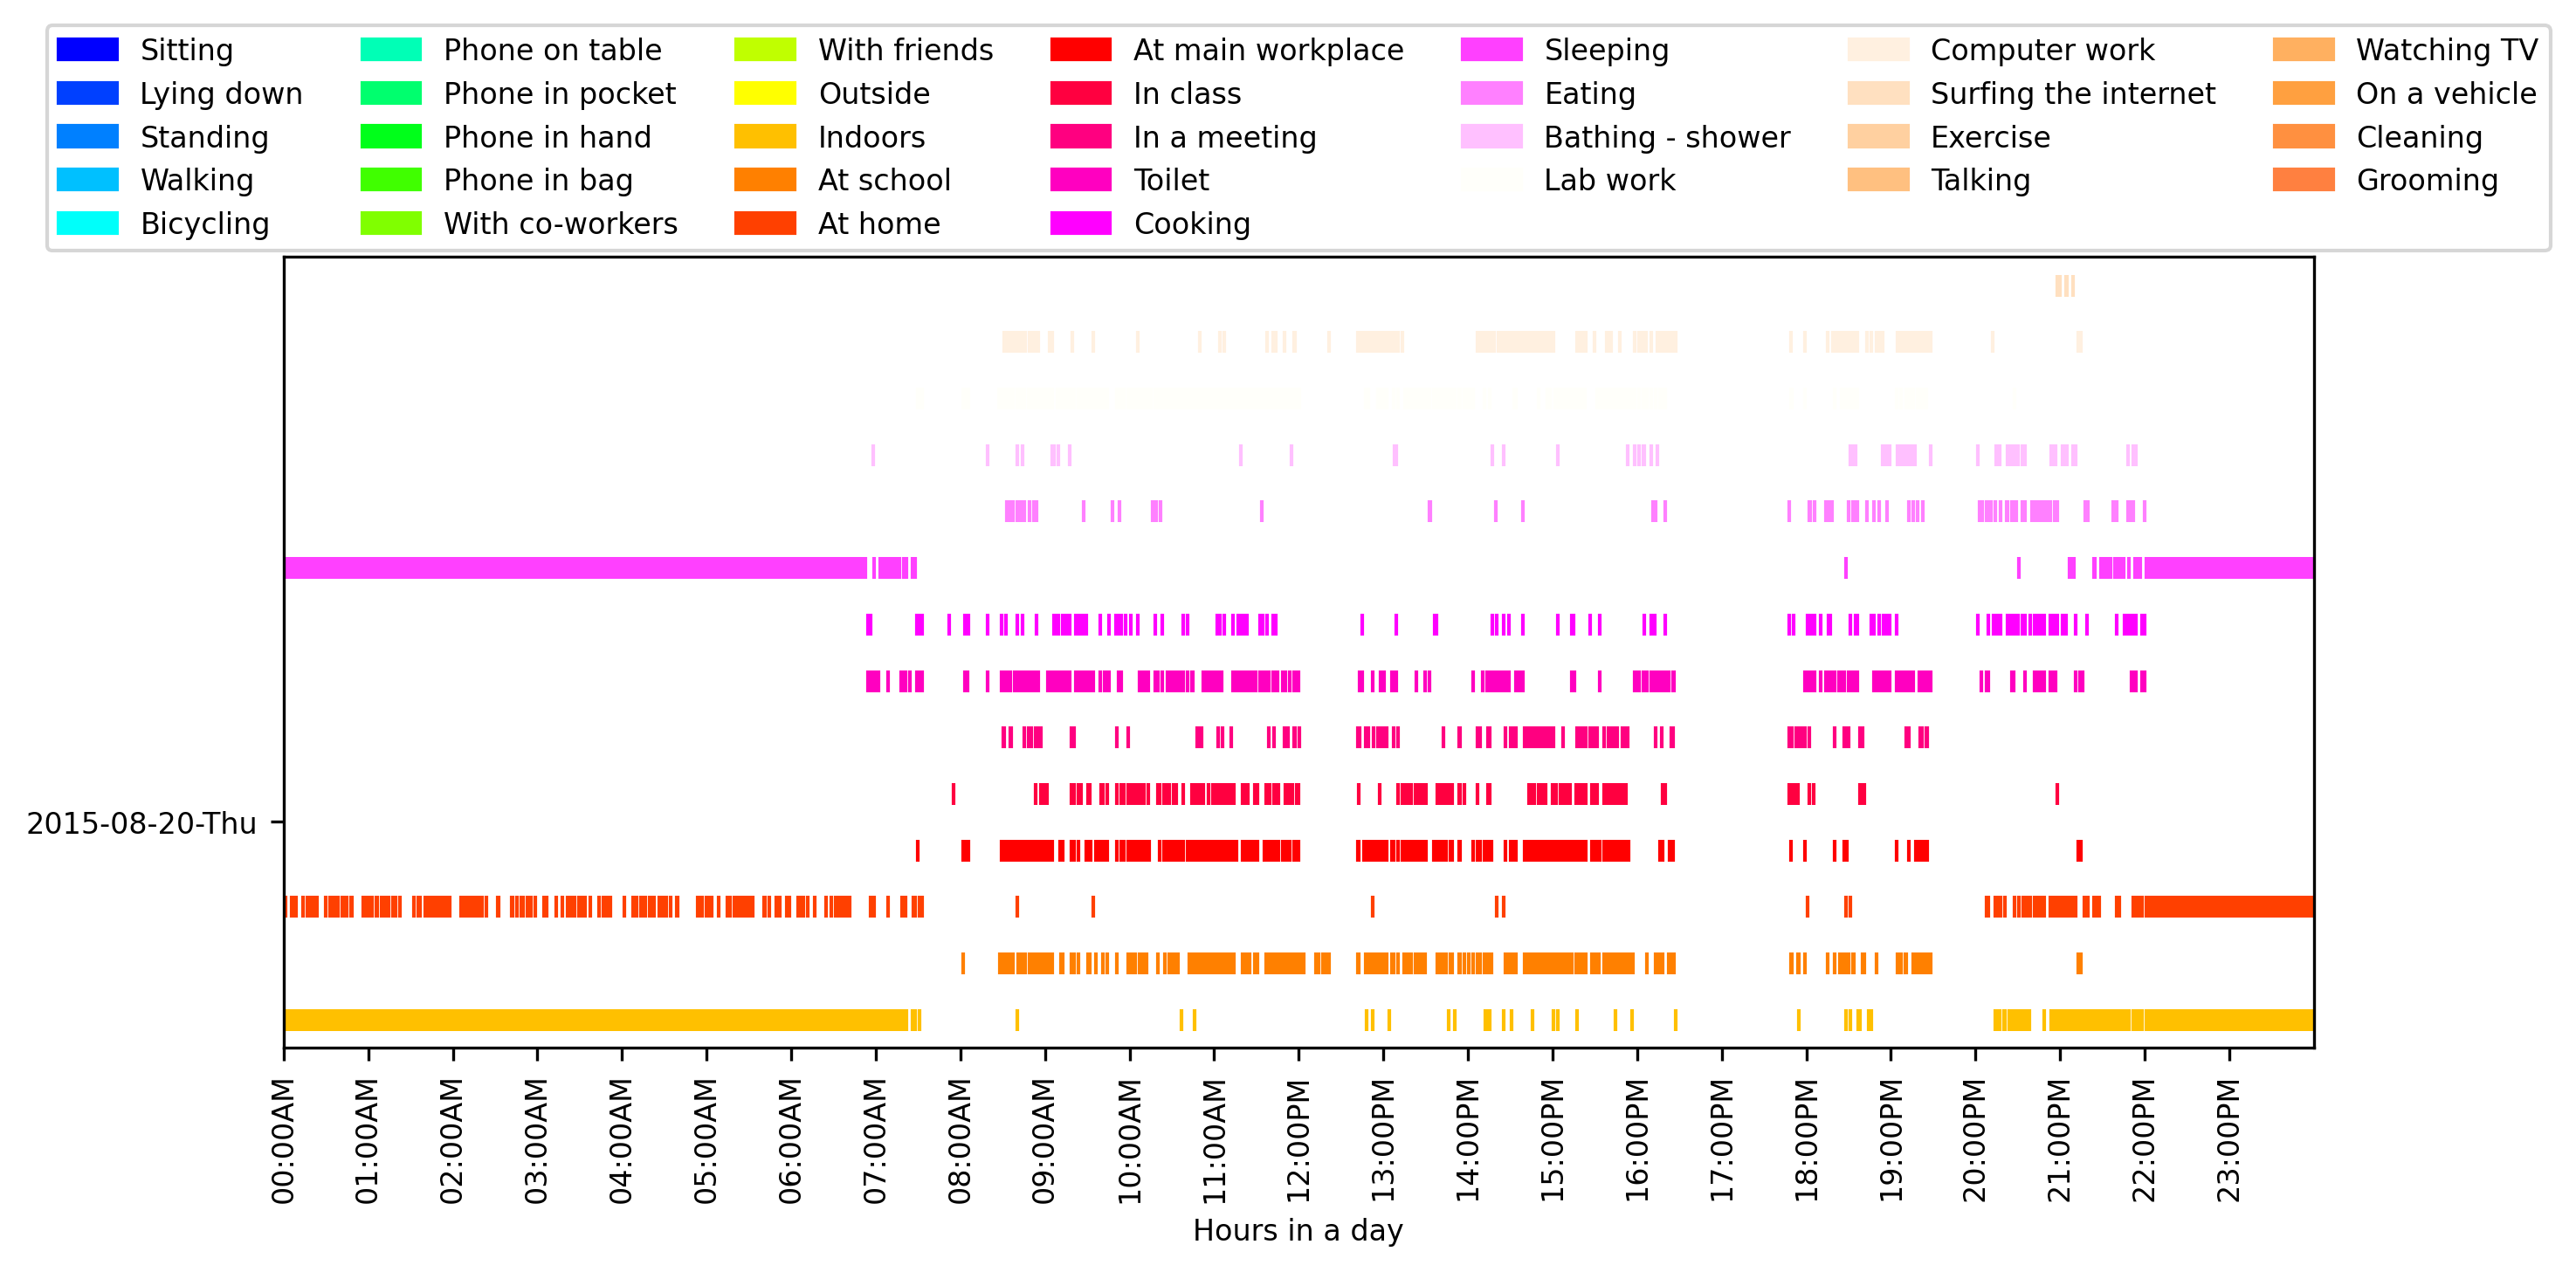 Sitting
Lying down
Standing
Walking
Bicycling
Phone on table
Phone in pocket
Phone in hand
Phone in bag
With co-workers
With friends
Outside
Indoors
At school
At home
At main workplace
In class
In a meeting
Toilet
Cooking
Sleeping
Eating
Bathing - shower
Lab work
Computer work
Surfing the internet
Exercise
Talking
Watching TV
On a vehicle
Cleaning
Grooming
2015-08-20-Thu
00:00AM
01:00AM
02:00AM
03:00AM
04:00AM
05:00AM
06:00AM
07:00AM
08:00AM
09:00AM
10:00AM
11:00AM
12:00PM
13:00PM
14:00PM
15:00PM
16:00PM
17:00PM
18:00PM
19:00PM
20:00PM
21:00PM
22:00PM
23:00PM
Hours in a day